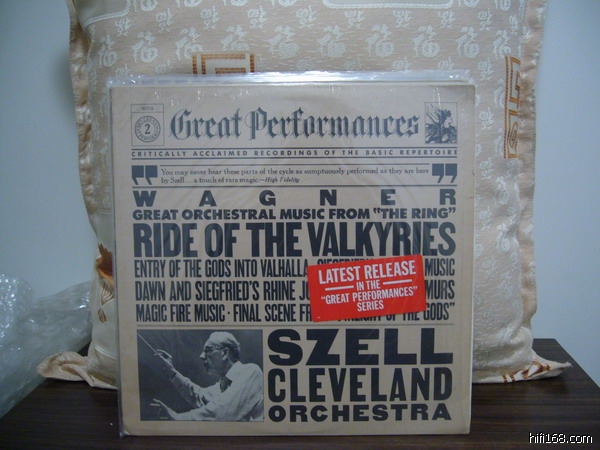 2
Great Performances
CRITICALLY ACCLAIMED RECORDINGS OF THE BASIC REPERTOIRE
"You may never hear these parts of the cycle as sumptuously performed as they are here
by Szell... a touch of rara magic.—High Fidelity"
WAGNER
GREAT ORCHESTRAL MUSIC FROM "THE RING"
RIDE OF THE VALKYRIES
ENTRY OF THE GODS INTO VALHALLA MUSIC
DAWN AND SIEGFRIED'S RHINE MURS
MAGIC FIRE MUSIC · FINAL SCENE OF THE GODS"
LATEST RELEASE
IN THE
"GREAT PERFORMANCES"
SERIES
SZELL
CLEVELAND
ORCHESTRA
hifi168.com